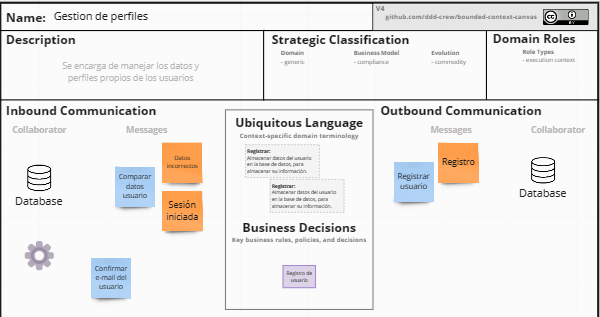 Name: Gestion de perfiles
V4
github.com/ddd-crew/bounded-context-canvas
BY
Description
Se encarga de manejar los datos y
perfiles propios de los usuarios
Strategic Classification
Domain
- generic
Business Model
- compliance
Evolution
- commodity
Domain Roles
Role Types
- execution context
Inbound Communication
Collaborator
Messages
Database
Comparar
datos
usuario
Datos
incorrectos
Sesión
iniciada
Confirmar
e-mail del
usuario
Ubiquitous Language
Context-specific domain terminology
Registrar:
Almacenar datos del usuario
en la base de datos, para
almacenar su información.
Registrar:
Almacenar datos del usuario
en la base de datos, para
almacenar su información.
Business Decisions
Key business rules, policies, and decisions
Registro de
usuario
Outbound Communication
Messages
Collaborator
Registrar
usuario
Registro
Database